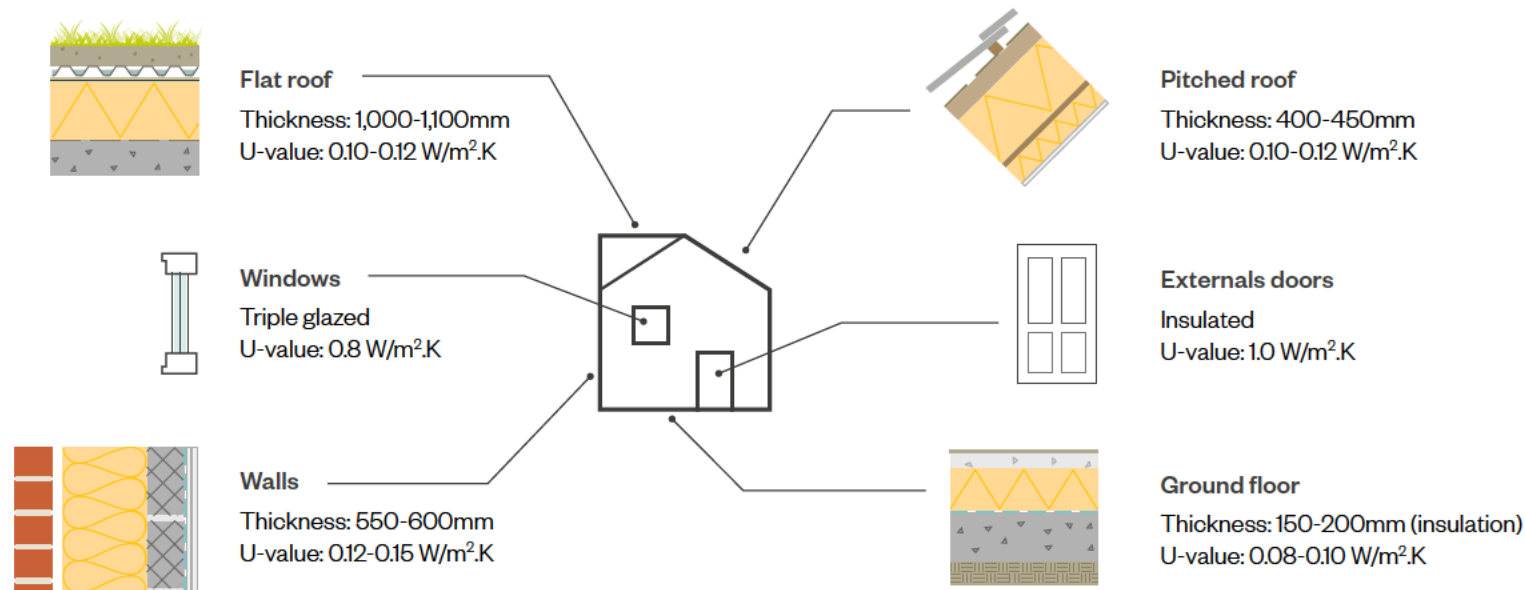 Flat roof
Thickness: 1,000-1,100mm
U-value: 0.10-0.12 W/m².K
Pitched roof
Thickness: 400-450mm
U-value: 0.10-0.12 W/m².K
Windows
Triple glazed
U-value: 0.8 W/m².K
Externals doors
Insulated
U-value: 1.0 W/m².K
Walls
Thickness: 550-600mm
U-value: 0.12-0.15 W/m².K
Ground floor
Thickness: 150-200mm (insulation)
U-value: 0.08-0.10 W/m².K